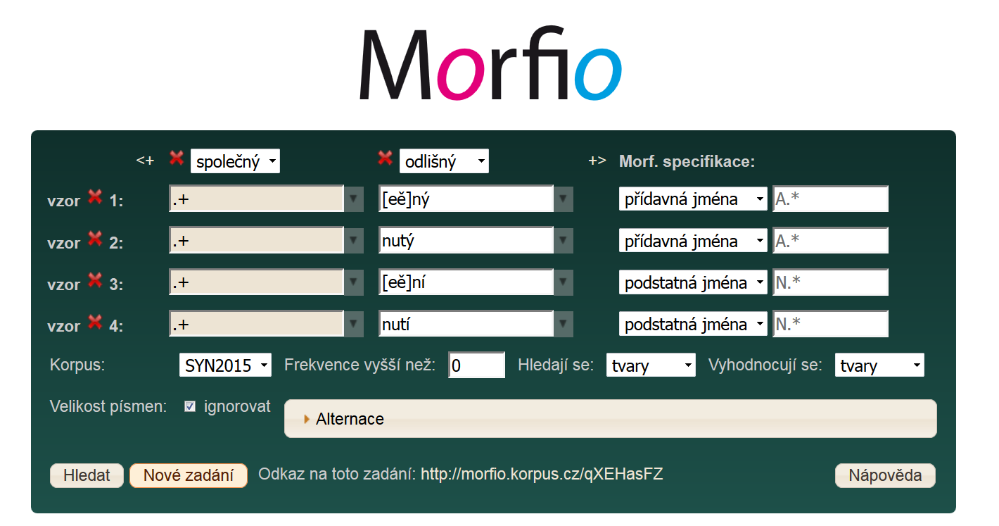 Morfio
<+ společný odlišný +> Morf. specifikace:
vzor 1: .+ [eě]ný přídavná jména A.*
vzor 2: .+ nutý přídavná jména A.*
vzor 3: .+ [eě]ní podstatná jména N.*
vzor 4: .+ nutí podstatná jména N.*
Korpus: SYN2015 Frekvence vyšší než: 0 Hledají se: tvary Vyhodnocují se: tvary
Velikost písmen: ignorovat Alternace
Hledat Nové zadání Odkaz na toto zadání: http://morfio.korpus.cz/qXEHasFZ Nápověda